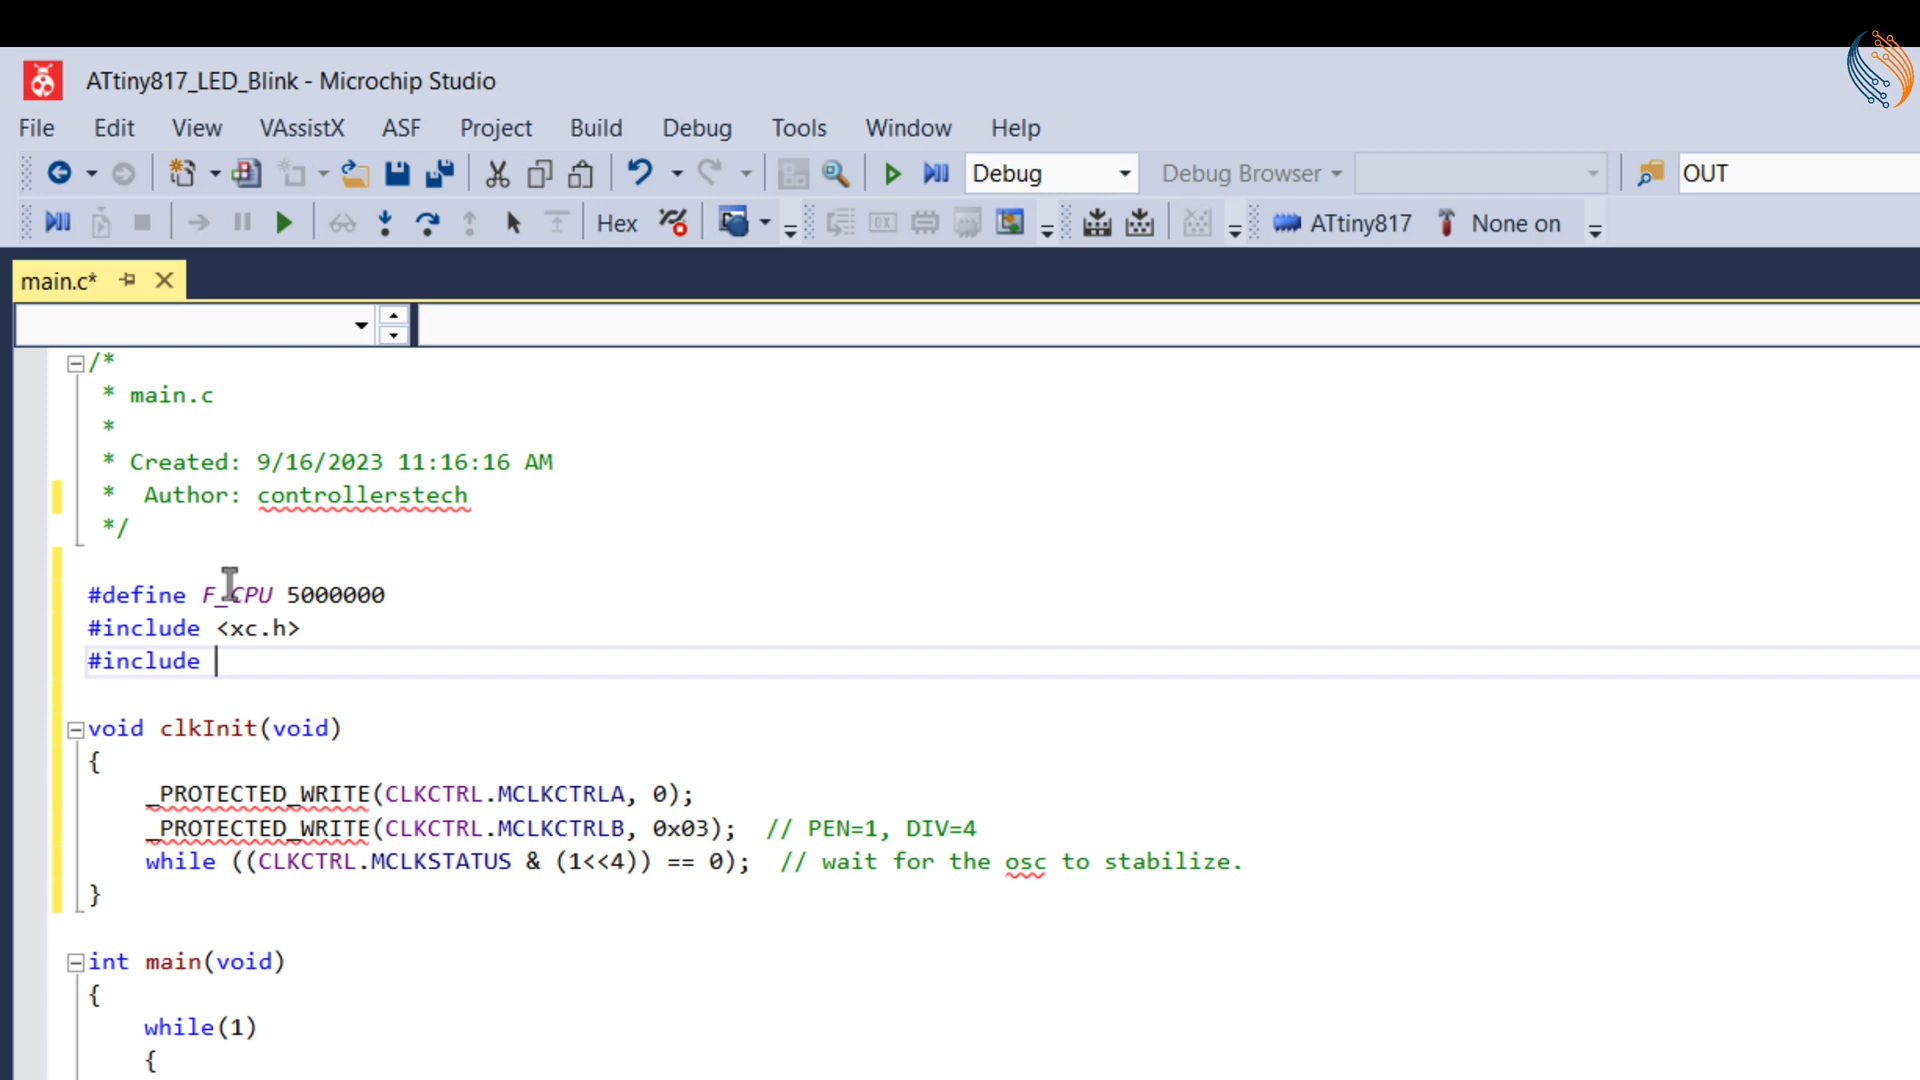 ATtiny817_LED_Blink - Microchip Studio
File Edit View VAssistX ASF Project Build Debug Tools Window Help
Debug Debug Browser OUT
Hex ATtiny817 None on
main.c*
/*
* main.c
*
* Created: 9/16/2023 11:16:16 AM
* Author: controllerstech
*/
#define F_CPU 5000000
#include <xc.h>
#include
void clkInit(void)
{
_PROTECTED_WRITE(CLKCTRL.MCLKCTRLA, 0);
_PROTECTED_WRITE(CLKCTRL.MCLKCTRLB, 0x03); // PEN=1, DIV=4
while ((CLKCTRL.MCLKSTATUS & (1<<4)) == 0); // wait for the osc to stabilize.
}
int main(void)
{
while(1)
{